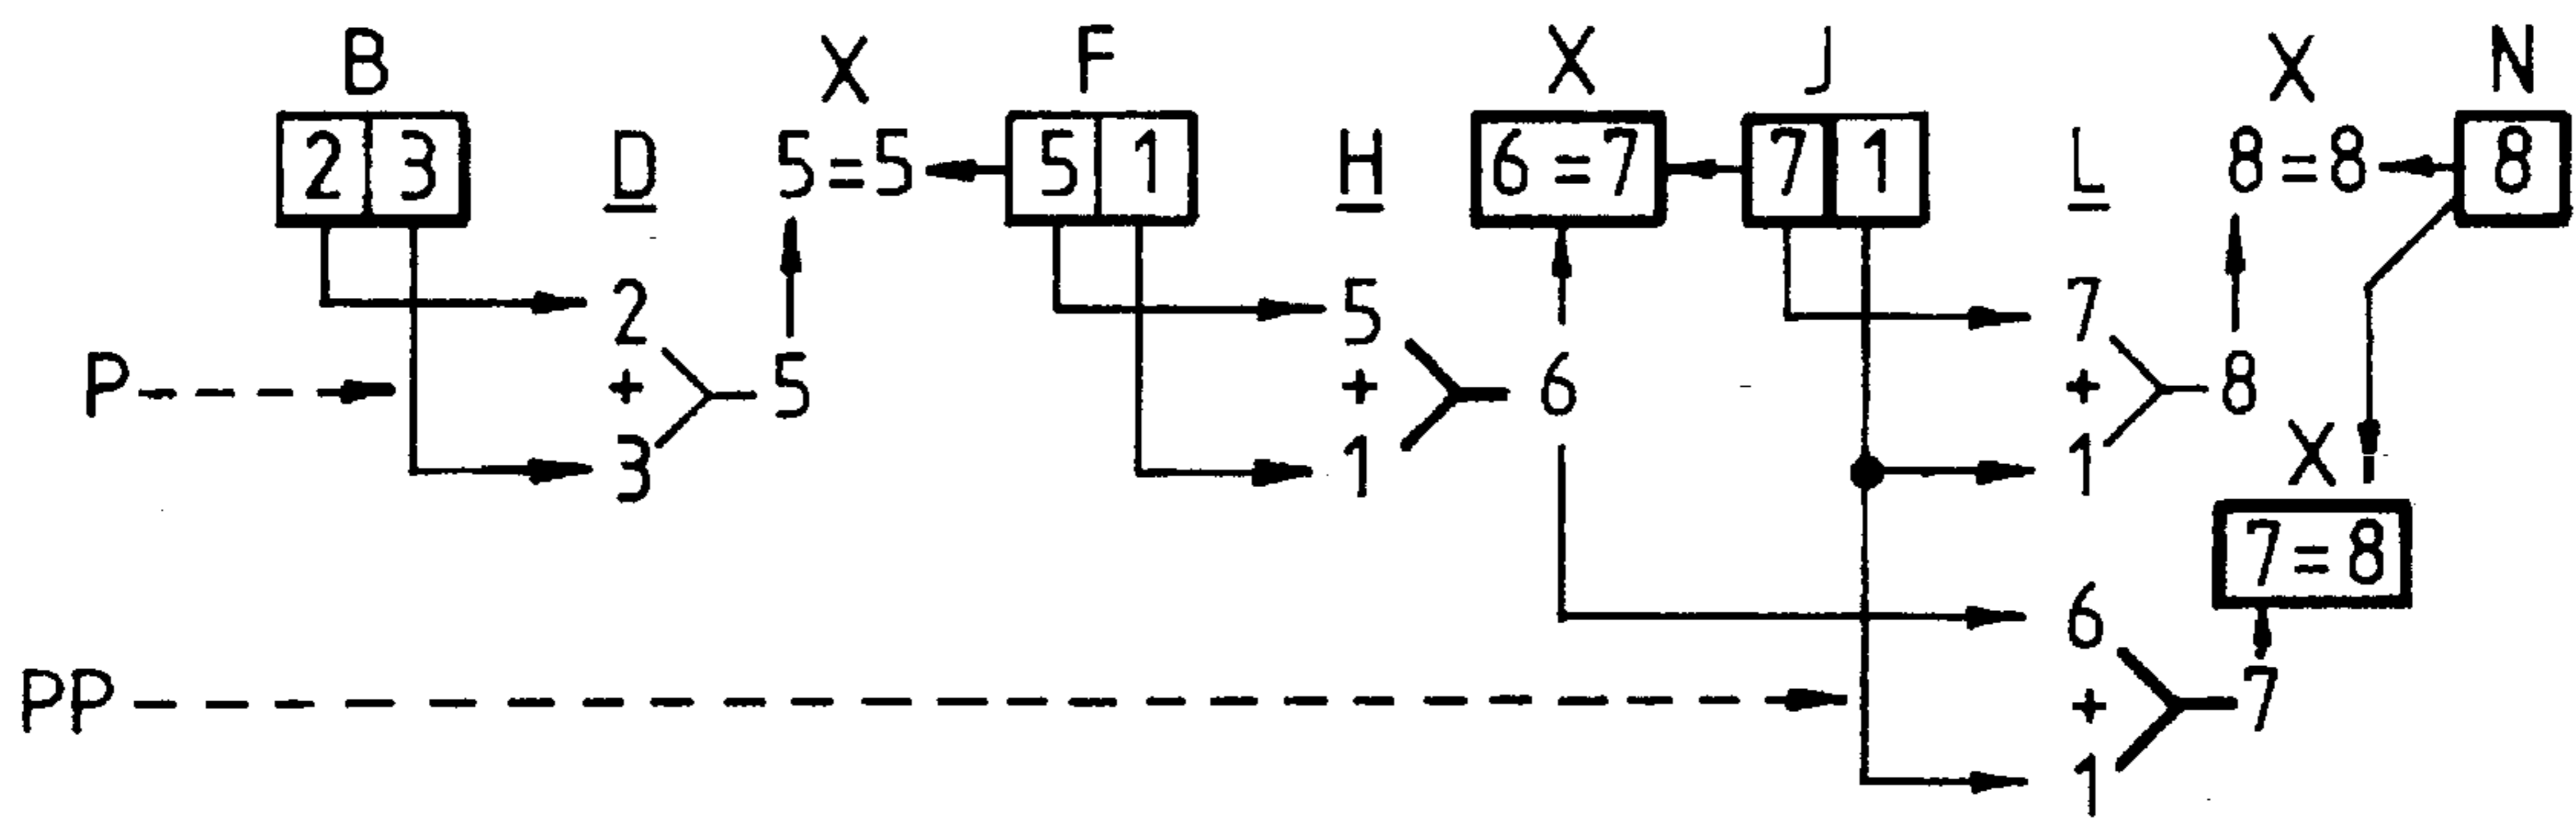 B X F X J X N
2 3 D 5=5 5 1 H 6=7 7 1 L 8=8 8
2 5 7
P + 5 + 6 + 8
3 1 1 X
7=8
6
PP + 7
1